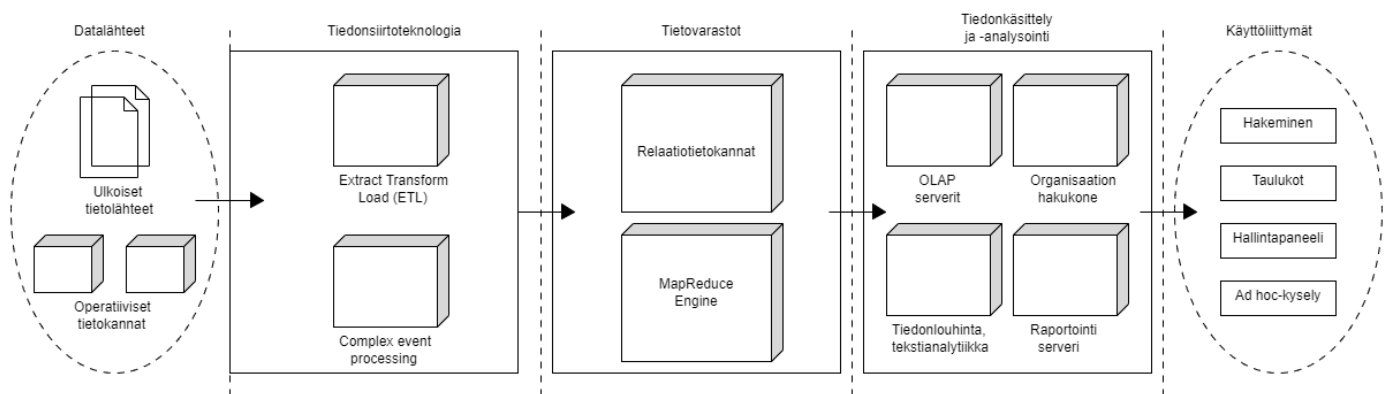 Datalähteet
Tiedonsiirtoteknologia
Tietovarastot
Tiedonkäsittely
ja -analysointi
Käyttöliittymät
Ulkoiset
tietolähteet
Operatiiviset
tietokannat
Extract Transform
Load (ETL)
Complex event
processing
Relaatiotietokannat
MapReduce
Engine
OLAP
serverit
Organisaation
hakukone
Tiedonlouhinta,
tekstianalytiikka
Raportointi
serveri
Hakeminen
Taulukot
Hallintapaneeli
Ad hoc-kysely